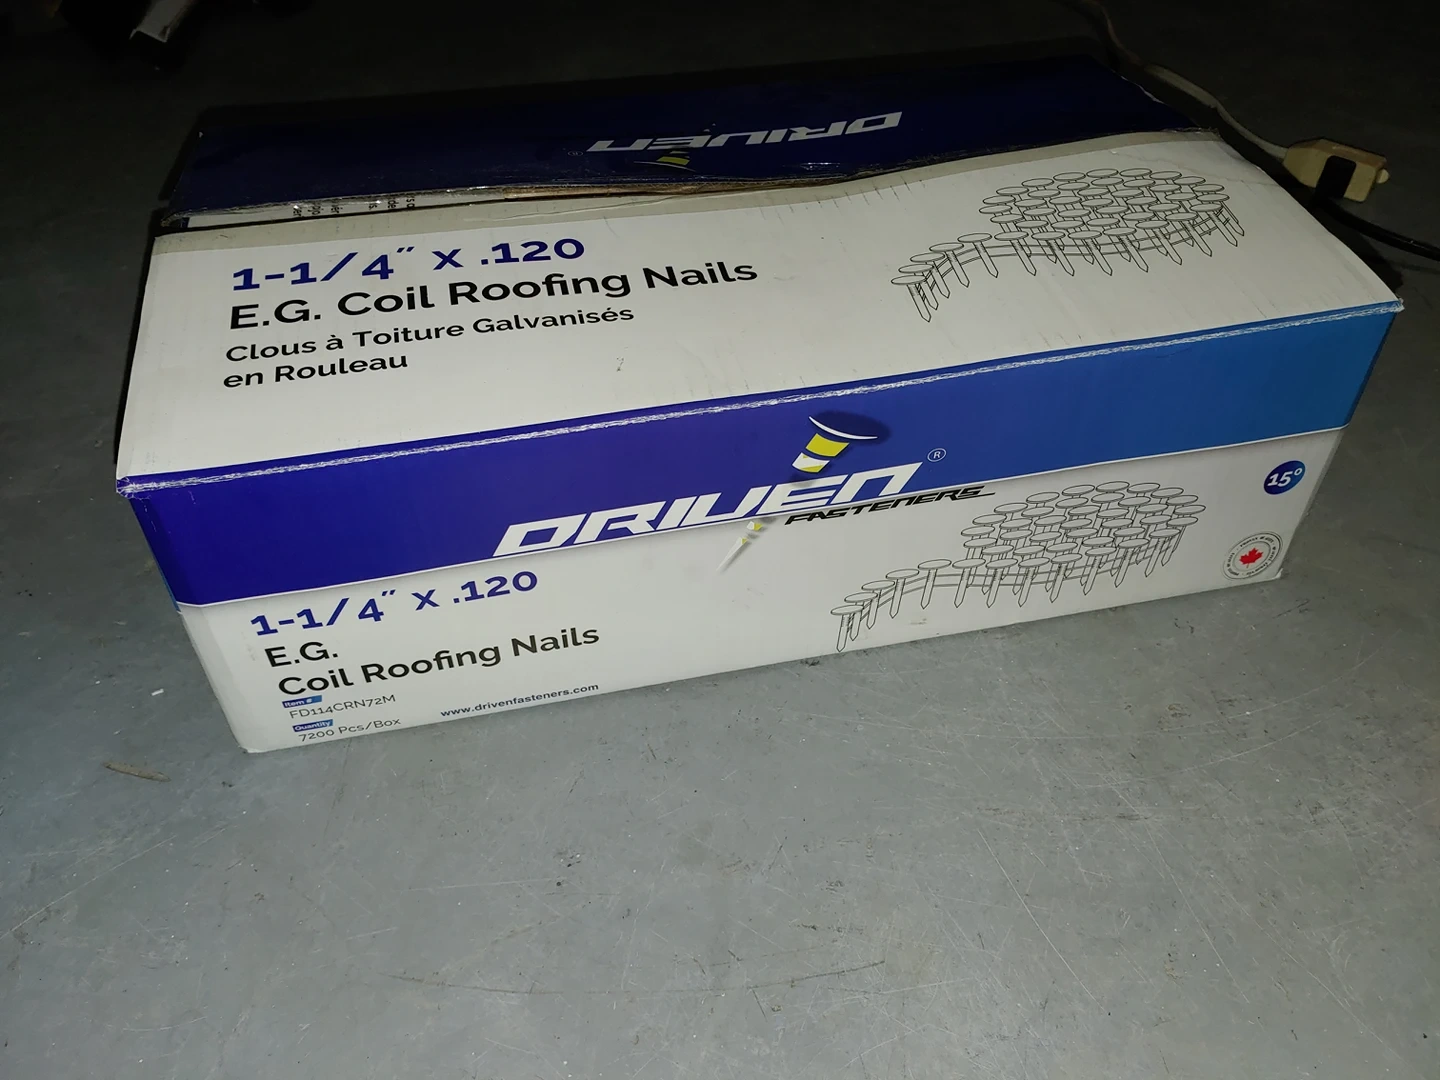 DRIVEN
®
1-1/4" x .120
E.G. Coil Roofing Nails
Clous à Toiture Galvanisés
en Rouleau
DRIVEN ®
FASTENERS
15°
1-1/4" x .120
E.G.
Coil Roofing Nails
Item #
FD114CRN72M
Quantity
7200 Pcs/Box
www.drivenfasteners.com